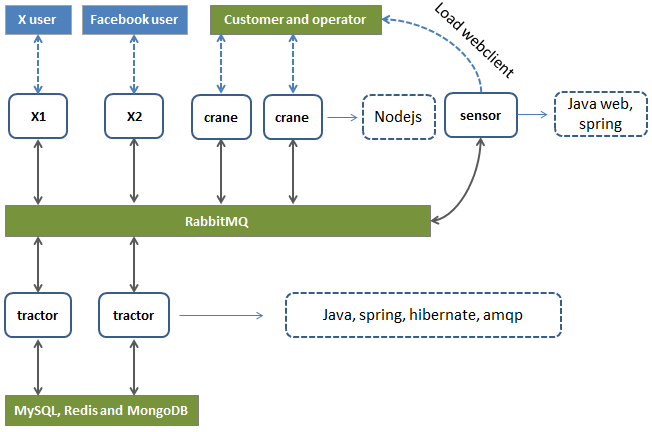 X user
Facebook user
Customer and operator
Load webclient
X1
X2
crane
crane
Nodejs
sensor
Java web,
spring
RabbitMQ
tractor
tractor
Java, spring, hibernate, amqp
MySQL, Redis and MongoDB